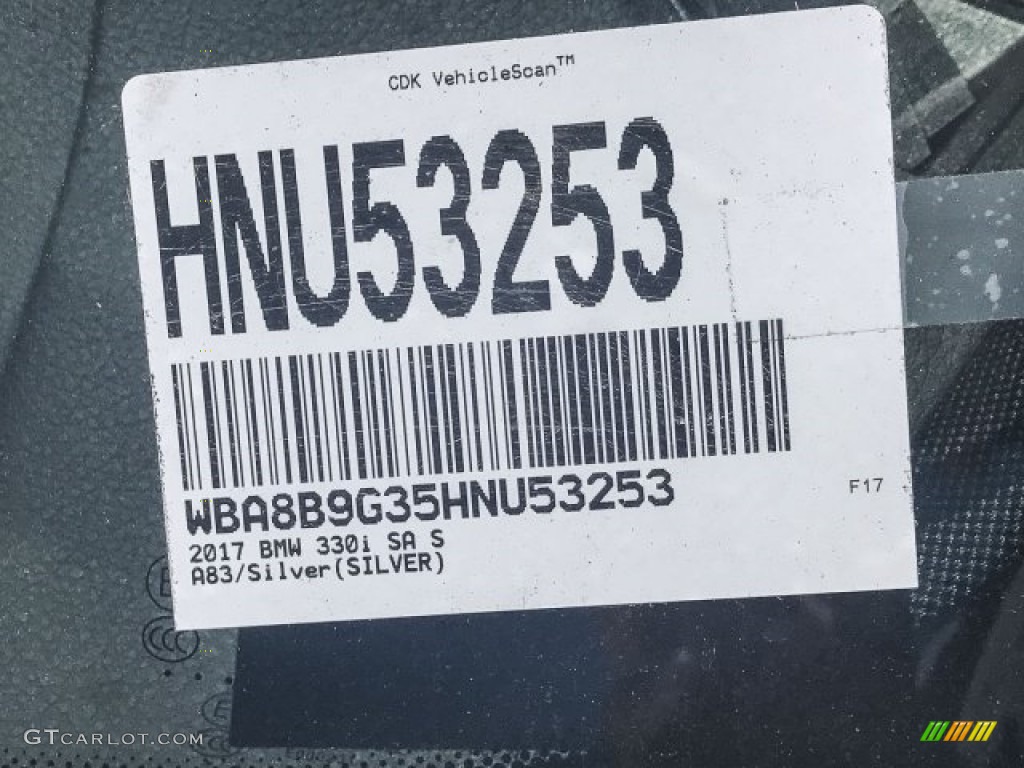 CDK VehicleScan™
HNU53253
WBA8B9G35HNU53253
F17
2017 BMW 330i SA S
A83/Silver(SILVER)
GTCARLOT.COM